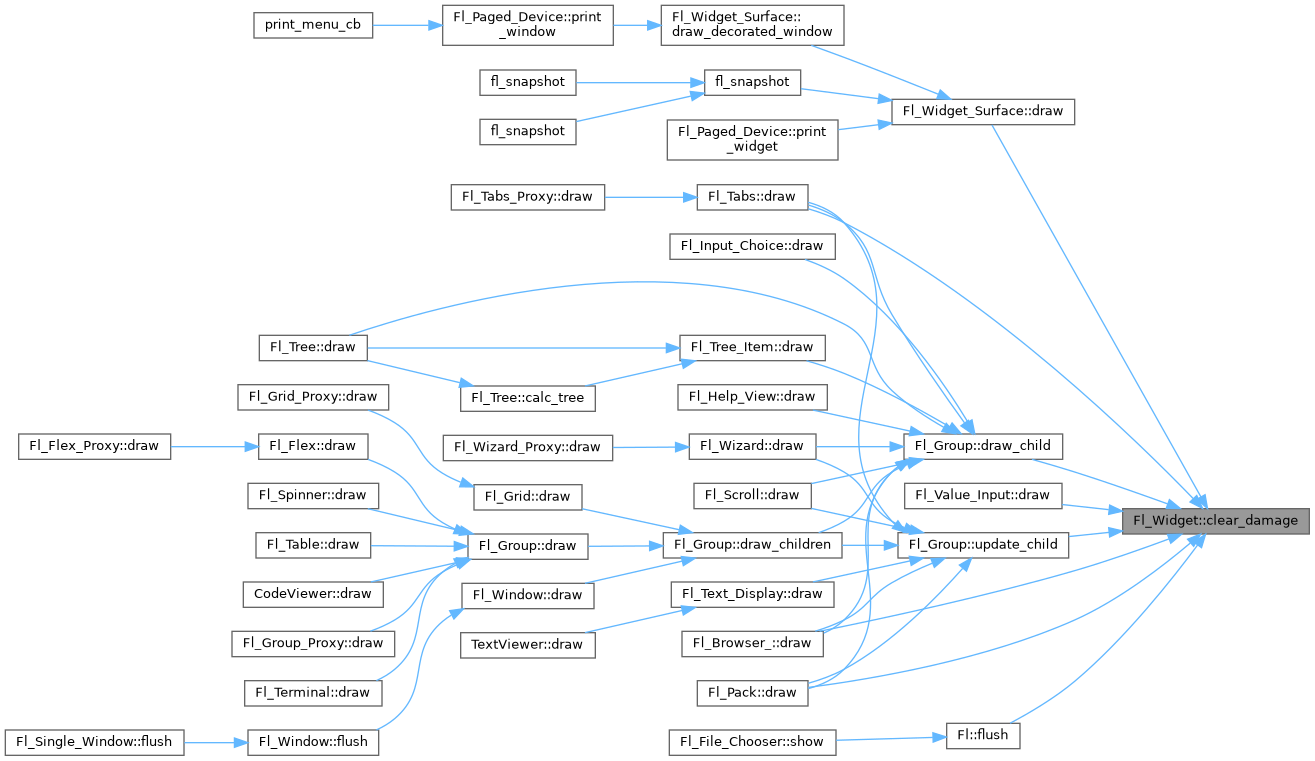 print_menu_cb
Fl_Paged_Device::print
_window
Fl_Widget_Surface::
draw_decorated_window
fl_snapshot
fl_snapshot
Fl_Widget_Surface::draw
fl_snapshot
Fl_Paged_Device::print
_widget
Fl_Tabs_Proxy::draw
Fl_Tabs::draw
Fl_Input_Choice::draw
Fl_Tree::draw
Fl_Tree_Item::draw
Fl_Grid_Proxy::draw
Fl_Tree::calc_tree
Fl_Help_View::draw
Fl_Flex_Proxy::draw
Fl_Flex::draw
Fl_Wizard_Proxy::draw
Fl_Wizard::draw
Fl_Group::draw_child
Fl_Spinner::draw
Fl_Grid::draw
Fl_Scroll::draw
Fl_Value_Input::draw
Fl_Widget::clear_damage
Fl_Table::draw
Fl_Group::draw
Fl_Group::draw_children
Fl_Group::update_child
CodeViewer::draw
Fl_Window::draw
Fl_Text_Display::draw
Fl_Group_Proxy::draw
TextViewer::draw
Fl_Browser_::draw
Fl_Terminal::draw
Fl_Pack::draw
Fl_Single_Window::flush
Fl_Window::flush
Fl_File_Chooser::show
Fl::flush